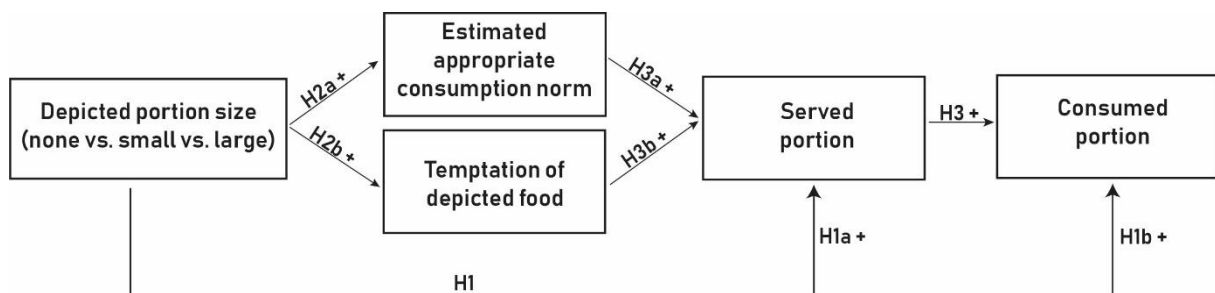 Depicted portion size
(none vs. small vs. large)
H2a +
H2b +
Estimated
appropriate
consumption norm
Temptation of
depicted food
H3a +
H3b +
Served
portion
H3 +
Consumed
portion
H1
H1a +
H1b +